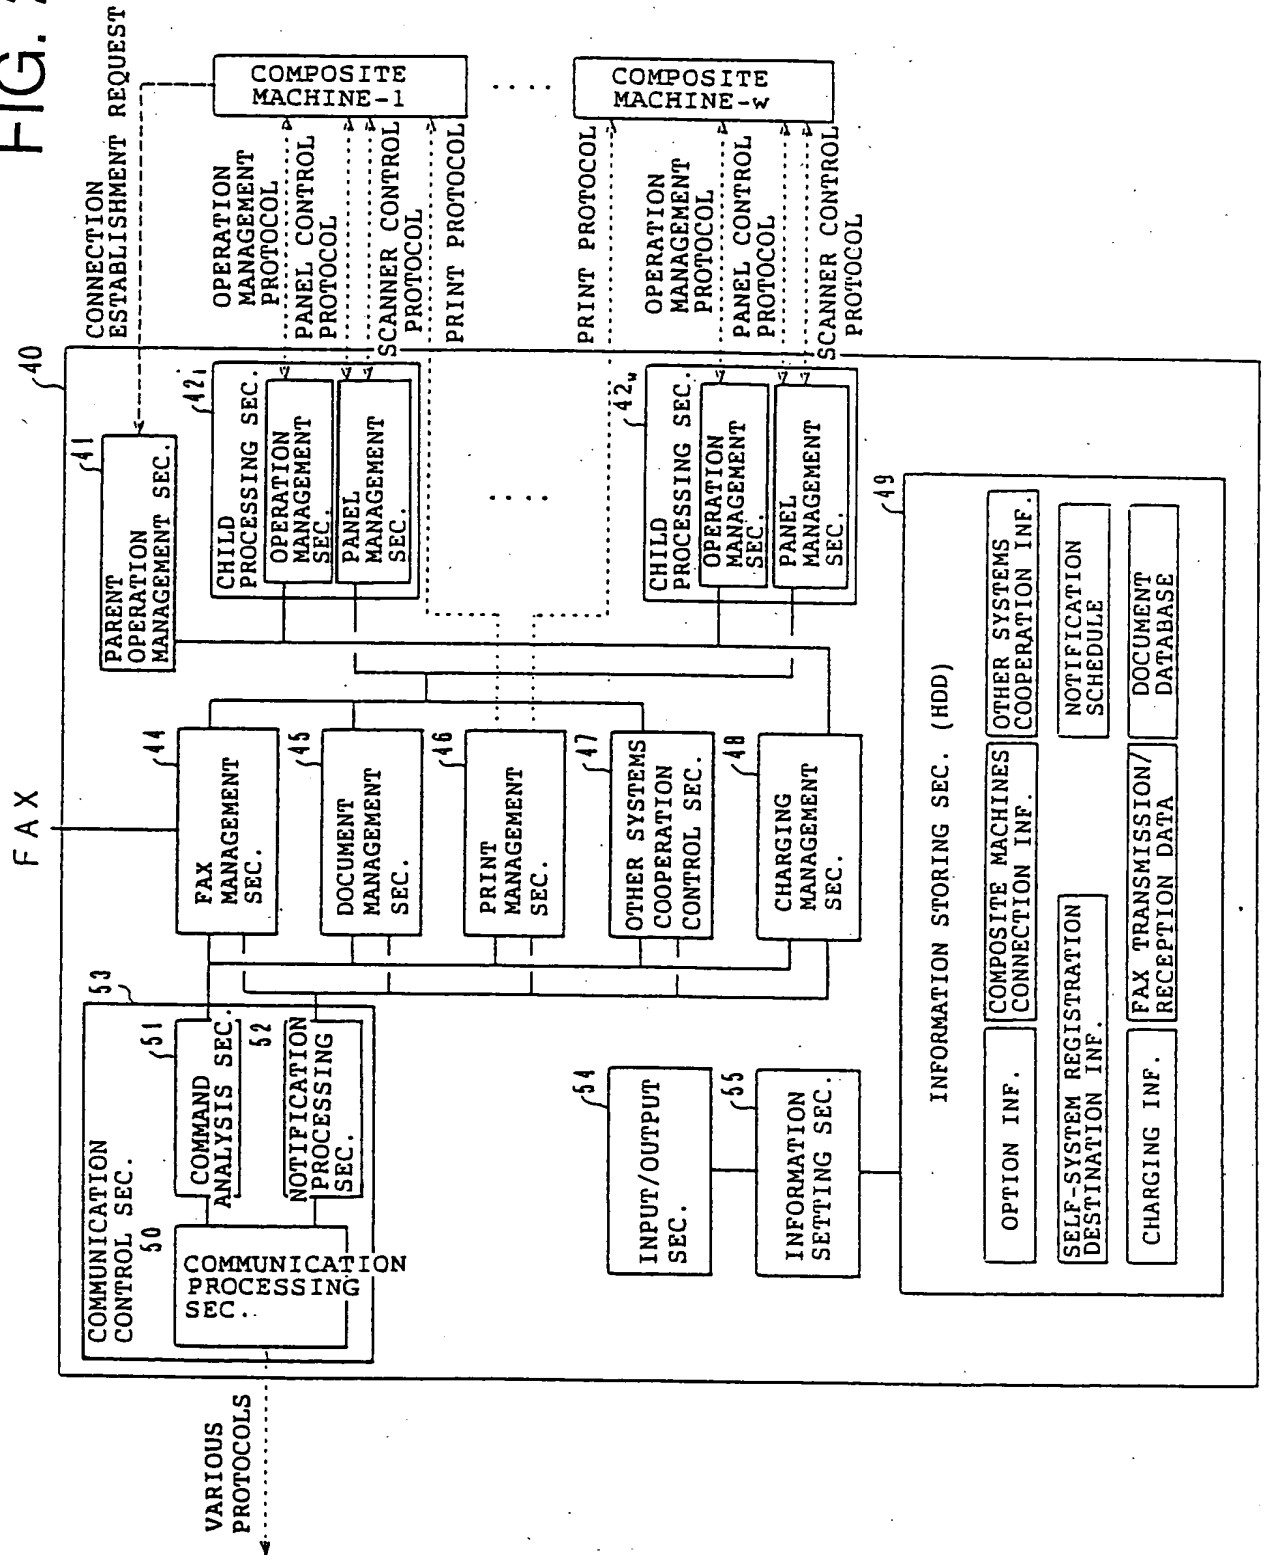 FIG.
FAX
CONNECTION
ESTABLISHMENT REQUEST
COMPOSITE
MACHINE-1
....
COMPOSITE
MACHINE-w
OPERATION
MANAGEMENT
PROTOCOL
PANEL CONTROL
PROTOCOL
SCANNER CONTROL
PROTOCOL
PRINT PROTOCOL
PRINT PROTOCOL
OPERATION
MANAGEMENT
PROTOCOL
PANEL CONTROL
PROTOCOL
SCANNER CONTROL
PROTOCOL
40
41
PARENT
OPERATION
MANAGEMENT SEC.
42₁
CHILD
PROCESSING SEC.
OPERATION
MANAGEMENT
SEC.
PANEL
MANAGEMENT
SEC.
....
42w
CHILD
PROCESSING SEC.
OPERATION
MANAGEMENT
SEC.
PANEL
MANAGEMENT
SEC.
44
FAX
MANAGEMENT
SEC.
45
DOCUMENT
MANAGEMENT
SEC.
46
PRINT
MANAGEMENT
SEC.
47
OTHER SYSTEMS
COOPERATION
CONTROL SEC.
48
CHARGING
MANAGEMENT
SEC.
53
COMMUNICATION
CONTROL SEC.
50
COMMUNICATION
PROCESSING
SEC.
51
COMMAND
ANALYSIS SEC.
52
NOTIFICATION
PROCESSING
SEC.
VARIOUS
PROTOCOLS
54
INPUT/OUTPUT
SEC.
55
INFORMATION
SETTING SEC.
49
INFORMATION STORING SEC. (HDD)
OPTION INF.
COMPOSITE MACHINES
CONNECTION INF.
OTHER SYSTEMS
COOPERATION INF.
SELF-SYSTEM REGISTRATION
DESTINATION INF.
NOTIFICATION
SCHEDULE
CHARGING INF.
FAX TRANSMISSION/
RECEPTION DATA
DOCUMENT
DATABASE